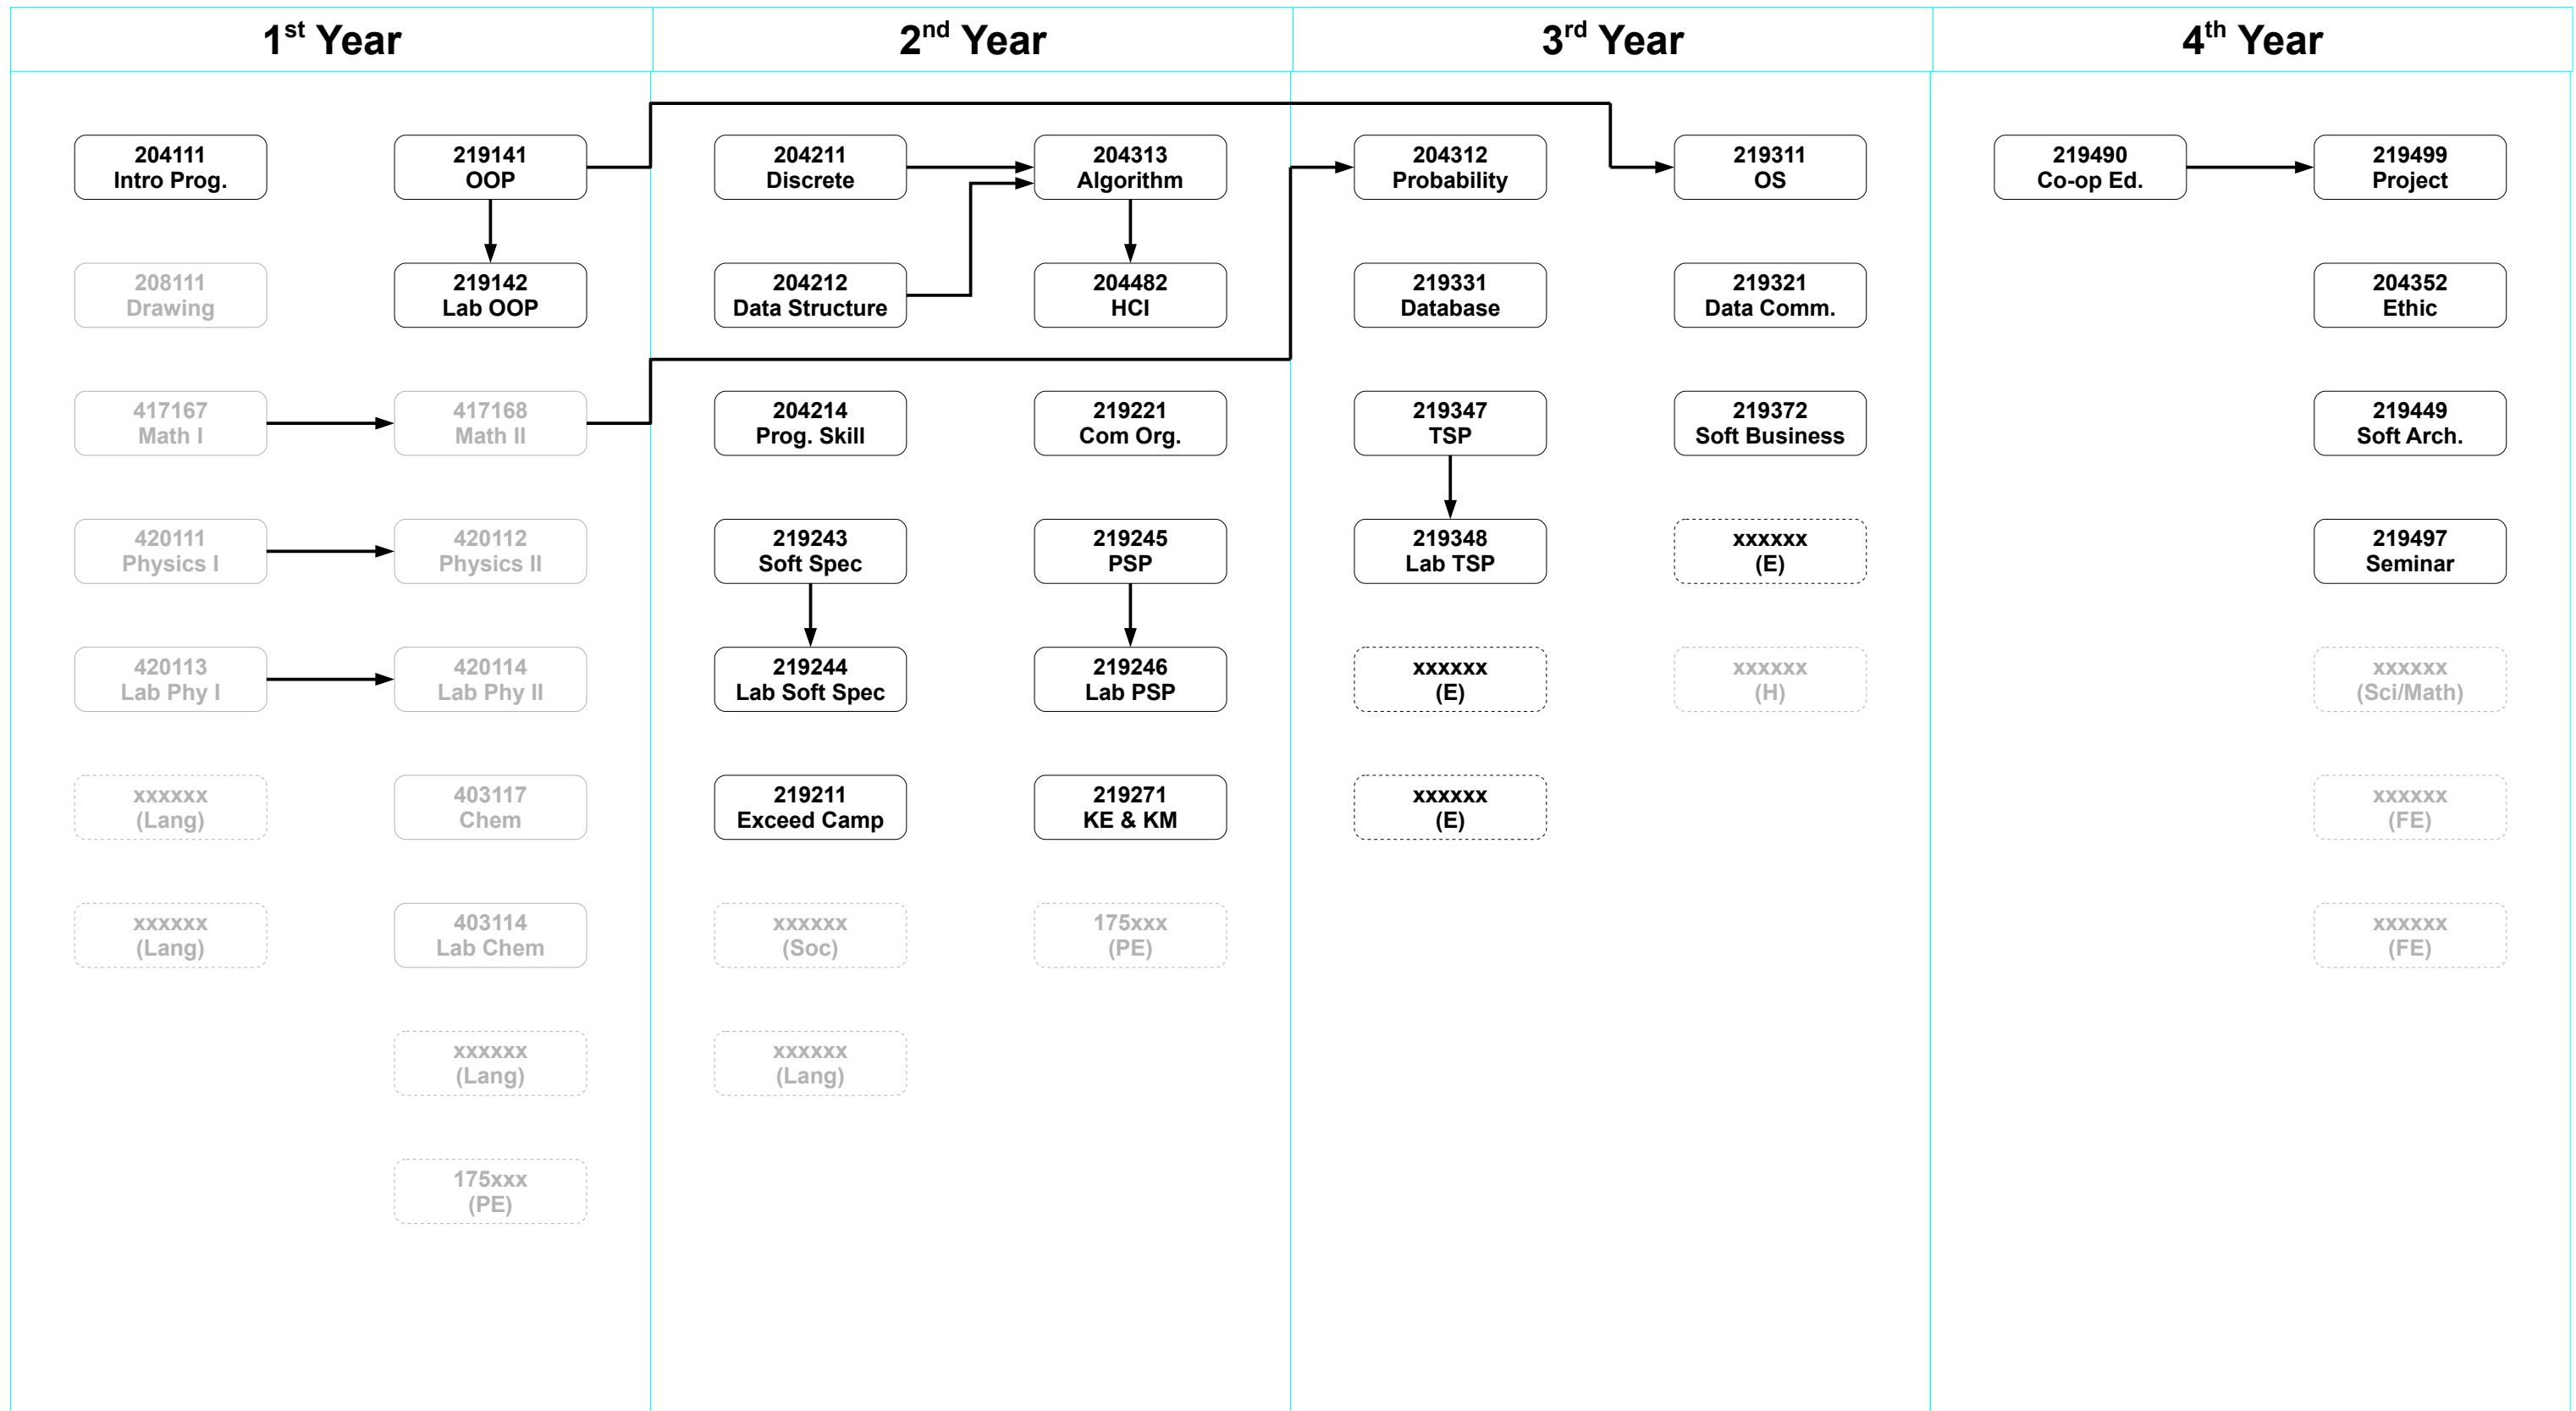 1st Year
2nd Year
3rd Year
4th Year
204111
Intro Prog.
208111
Drawing
417167
Math I
420111
Physics I
420113
Lab Phy I
xxxxxx
(Lang)
xxxxxx
(Lang)
219141
OOP
219142
Lab OOP
417168
Math II
420112
Physics II
420114
Lab Phy II
403117
Chem
403114
Lab Chem
xxxxxx
(Lang)
175xxx
(PE)
204211
Discrete
204212
Data Structure
204214
Prog. Skill
219243
Soft Spec
219244
Lab Soft Spec
219211
Exceed Camp
xxxxxx
(Soc)
xxxxxx
(Lang)
204313
Algorithm
204482
HCI
219221
Com Org.
219245
PSP
219246
Lab PSP
219271
KE & KM
175xxx
(PE)
204312
Probability
219331
Database
219347
TSP
219348
Lab TSP
xxxxxx
(E)
xxxxxx
(E)
219311
OS
219321
Data Comm.
219372
Soft Business
xxxxxx
(E)
xxxxxx
(H)
219490
Co-op Ed.
219499
Project
204352
Ethic
219449
Soft Arch.
219497
Seminar
xxxxxx
(Sci/Math)
xxxxxx
(FE)
xxxxxx
(FE)